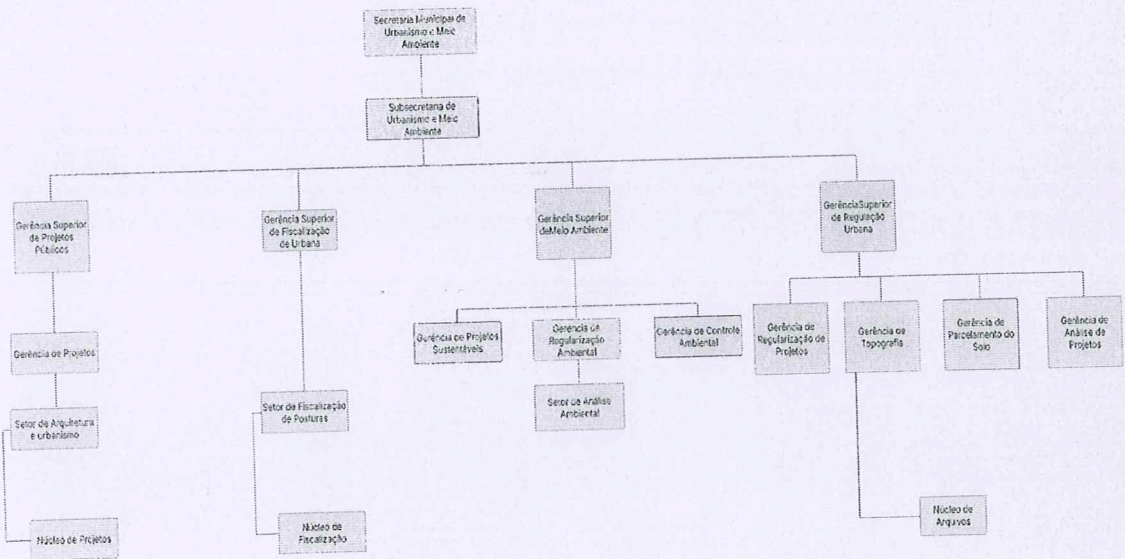 Secretaria Municipal de
Urbanismo e Meio
Ambiente
Subsecretaria de
Urbanismo e Meio
Ambiente
Gerência Superior
de Projetos
Públicos
Gerência Superior
de Fiscalização
de Urbana
Gerência Superior
deMeio Ambiente
GerênciaSuperior
de Regulação
Urbana
Gerência de Projetos
Gerência de Projetos
Sustentáveis
Gerência de
Regularização
Ambiental
Gerência de Controle
Ambiental
Gerência de
Regularização de
Projetos
Gerência de
Topografia
Gerência de
Parcelamento do
Solo
Gerência de
Análise de
Projetos
Setor de Arquitetura
e urbanismo
Setor de Fiscalização
de Posturas
Setor de Análise
Ambiental
Núcleo de Projetos
Núcleo de
Fiscalização
Núcleo de
Arquivos